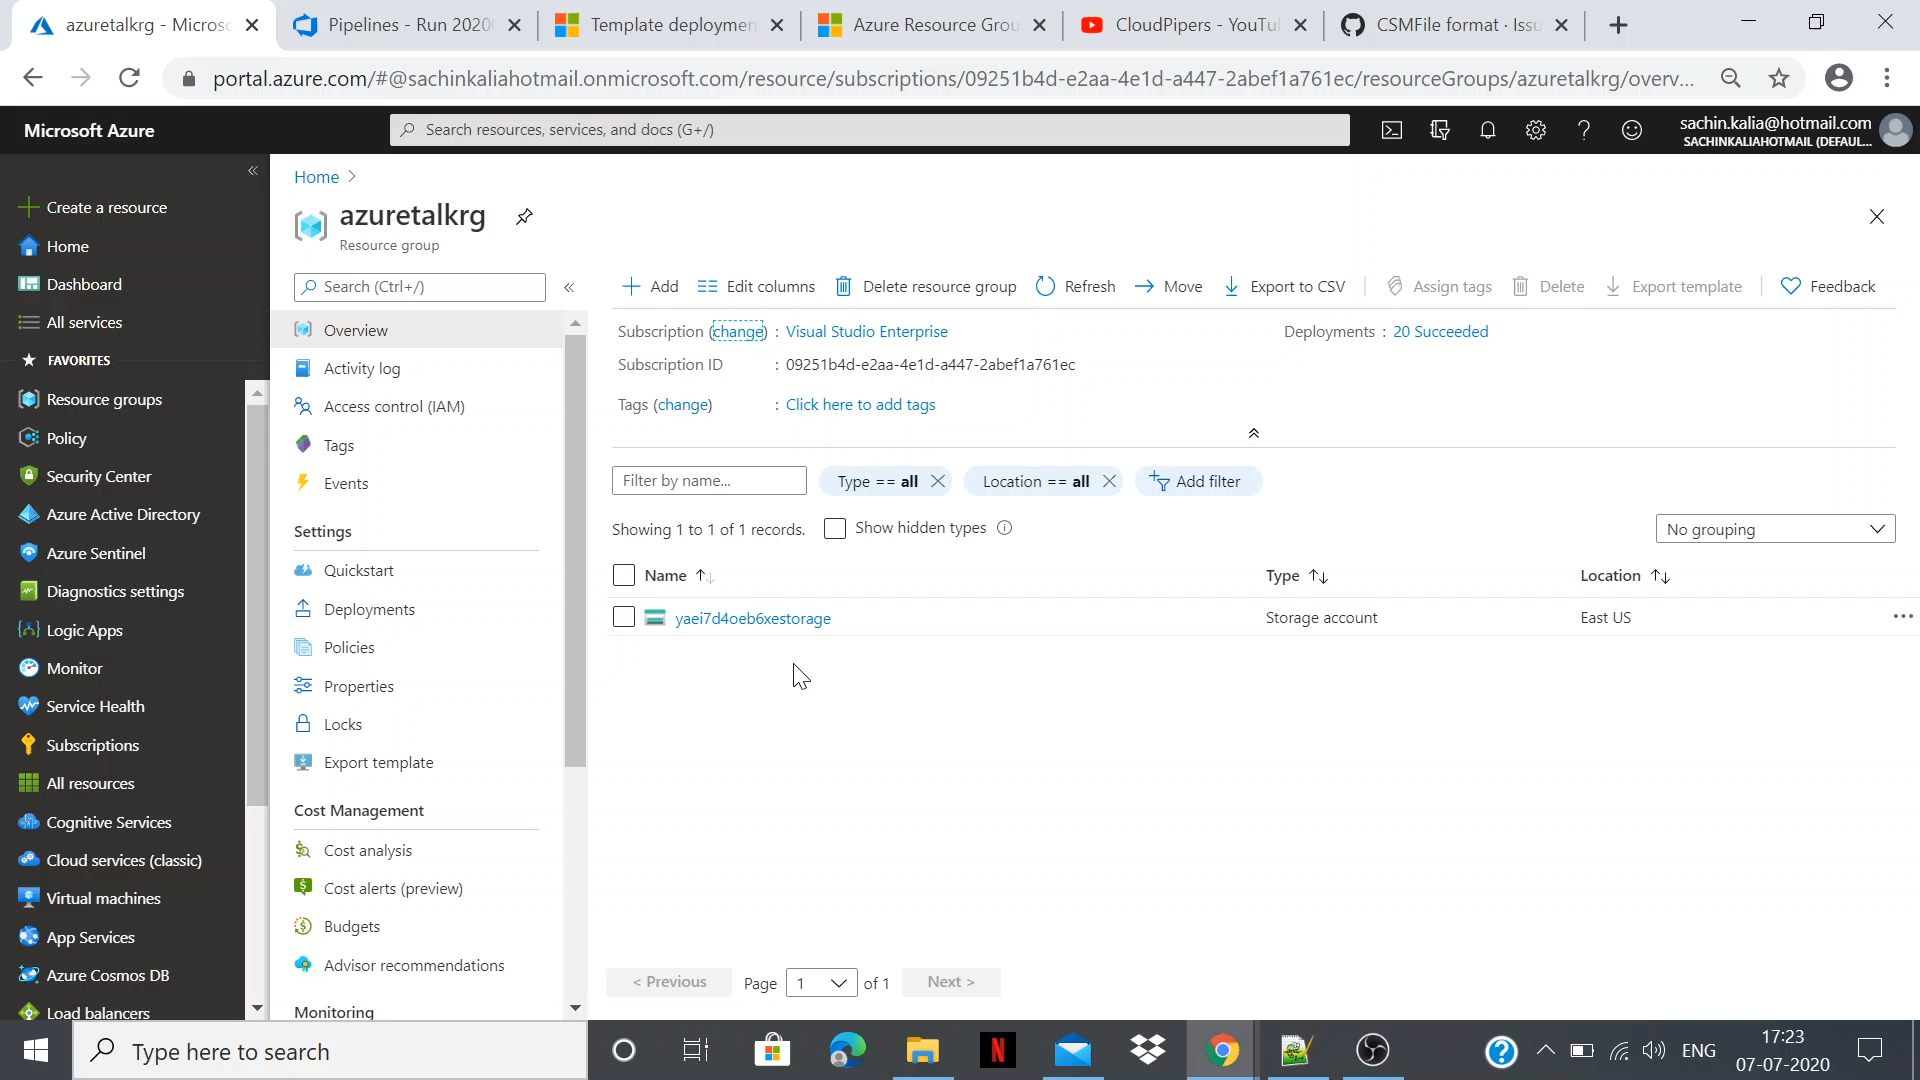 azuretalkrg - Micros
Pipelines - Run 2020
Template deploymen
Azure Resource Grou
CloudPipers - YouTu
CSMFile format · Issu
portal.azure.com/#@sachinkaliahotmail.onmicrosoft.com/resource/subscriptions/09251b4d-e2aa-4e1d-a447-2abef1a761ec/resourceGroups/azuretalkrg/overv...
Microsoft Azure
Search resources, services, and docs (G+/)
sachin.kalia@hotmail.com
SACHINKALIAHOTMAIL (DEFAUL...
Create a resource
Home
Dashboard
All services
FAVORITES
Resource groups
Policy
Security Center
Azure Active Directory
Azure Sentinel
Diagnostics settings
Logic Apps
Monitor
Service Health
Subscriptions
All resources
Cognitive Services
Cloud services (classic)
Virtual machines
App Services
Azure Cosmos DB
Load balancers
Home >
azuretalkrg
Resource group
Search (Ctrl+/)
Overview
Activity log
Access control (IAM)
Tags
Events
Settings
Quickstart
Deployments
Policies
Properties
Locks
Export template
Cost Management
Cost analysis
Cost alerts (preview)
Budgets
Advisor recommendations
Monitoring
Add Edit columns Delete resource group Refresh Move Export to CSV Assign tags Delete Export template Feedback
Subscription (change) : Visual Studio Enterprise Deployments : 20 Succeeded
Subscription ID : 09251b4d-e2aa-4e1d-a447-2abef1a761ec
Tags (change) : Click here to add tags
Filter by name... Type == all Location == all Add filter
Showing 1 to 1 of 1 records. Show hidden types No grouping
Name Type Location
yaei7d4oeb6xestorage Storage account East US
< Previous Page 1 of 1 Next >
Type here to search
ENG
17:23
07-07-2020